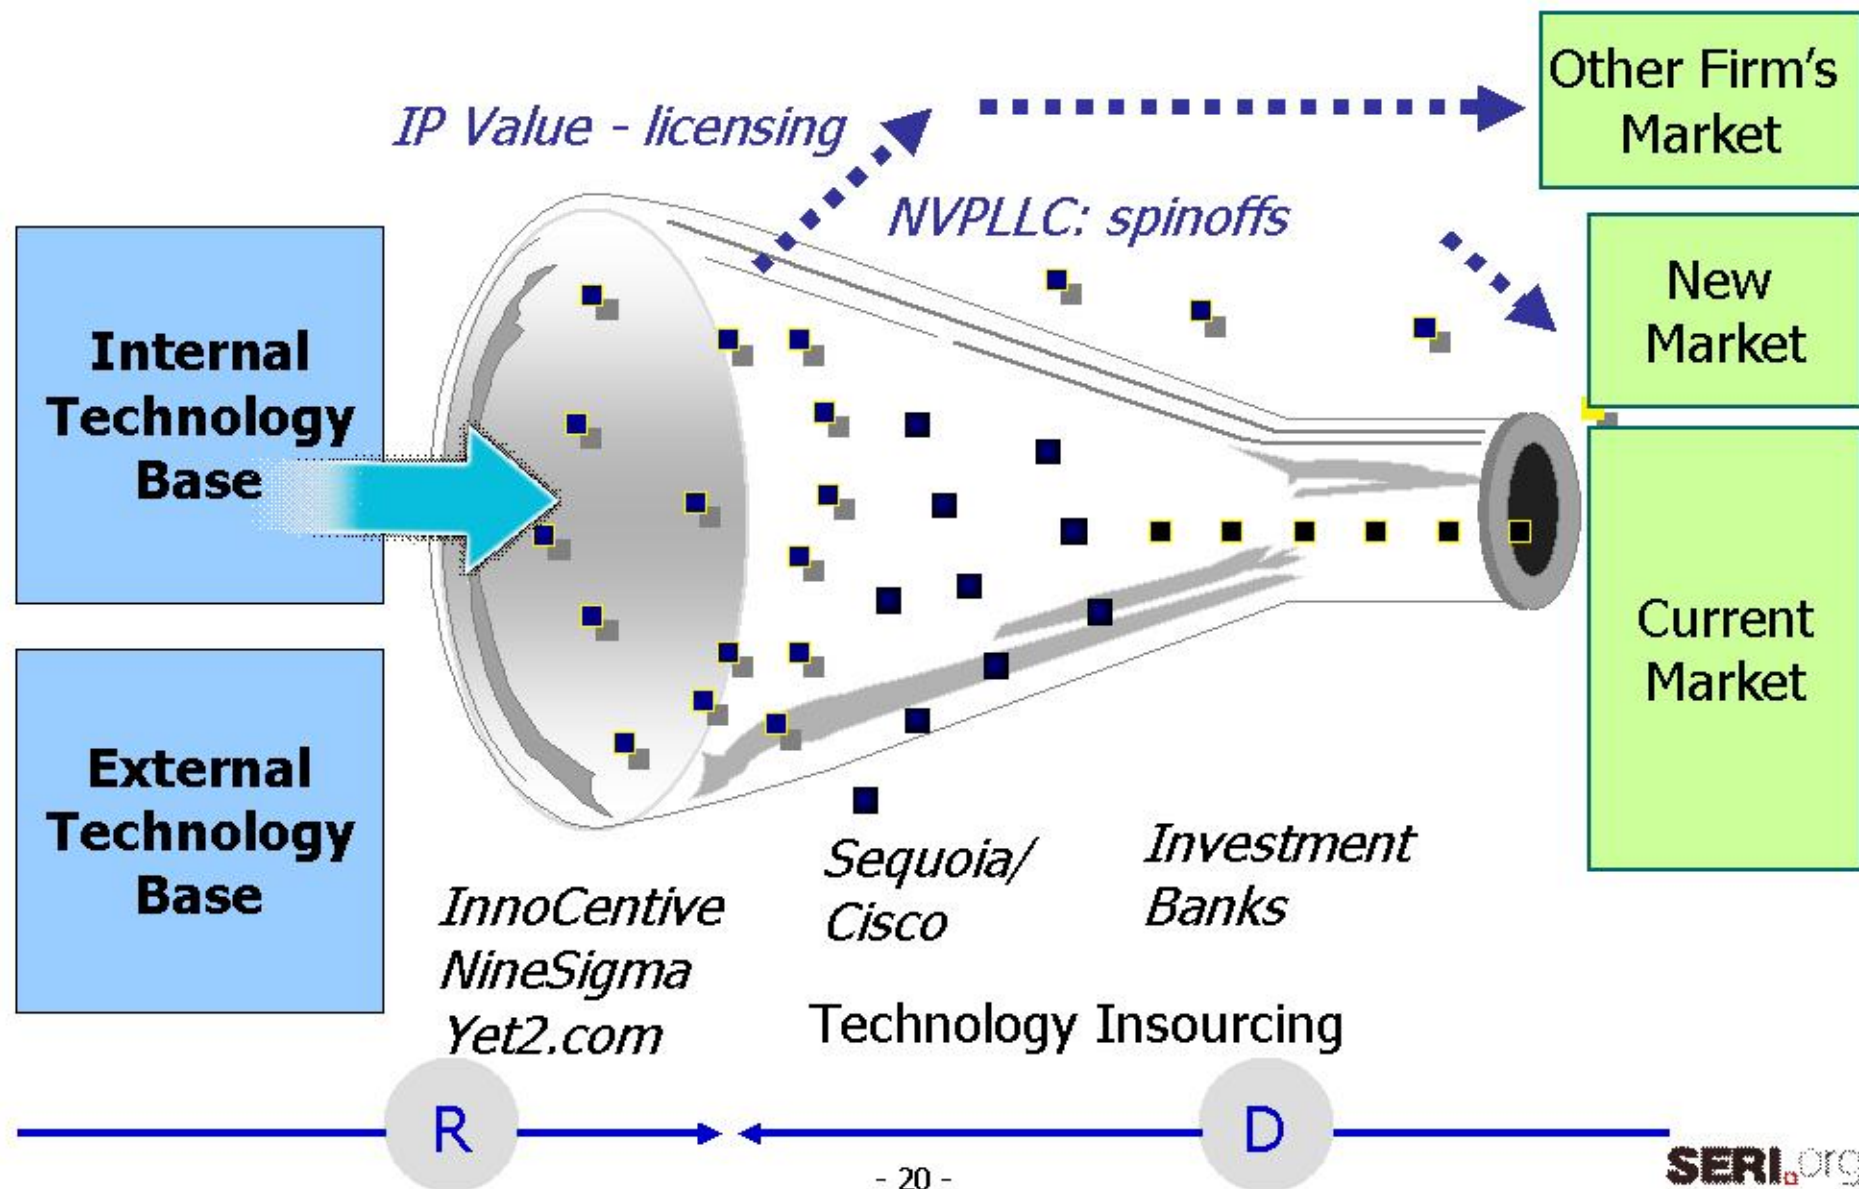 Other Firm's
Market
IP Value - licensing
NVPLLC: spinoffs
New
Market
Internal
Technology
Base
Current
Market
External
Technology
Base
Sequoia/
Cisco
Investment
Banks
InnoCentive
NineSigma
Yet2.com
Technology Insourcing
R
D
- 20 -
SERI.org